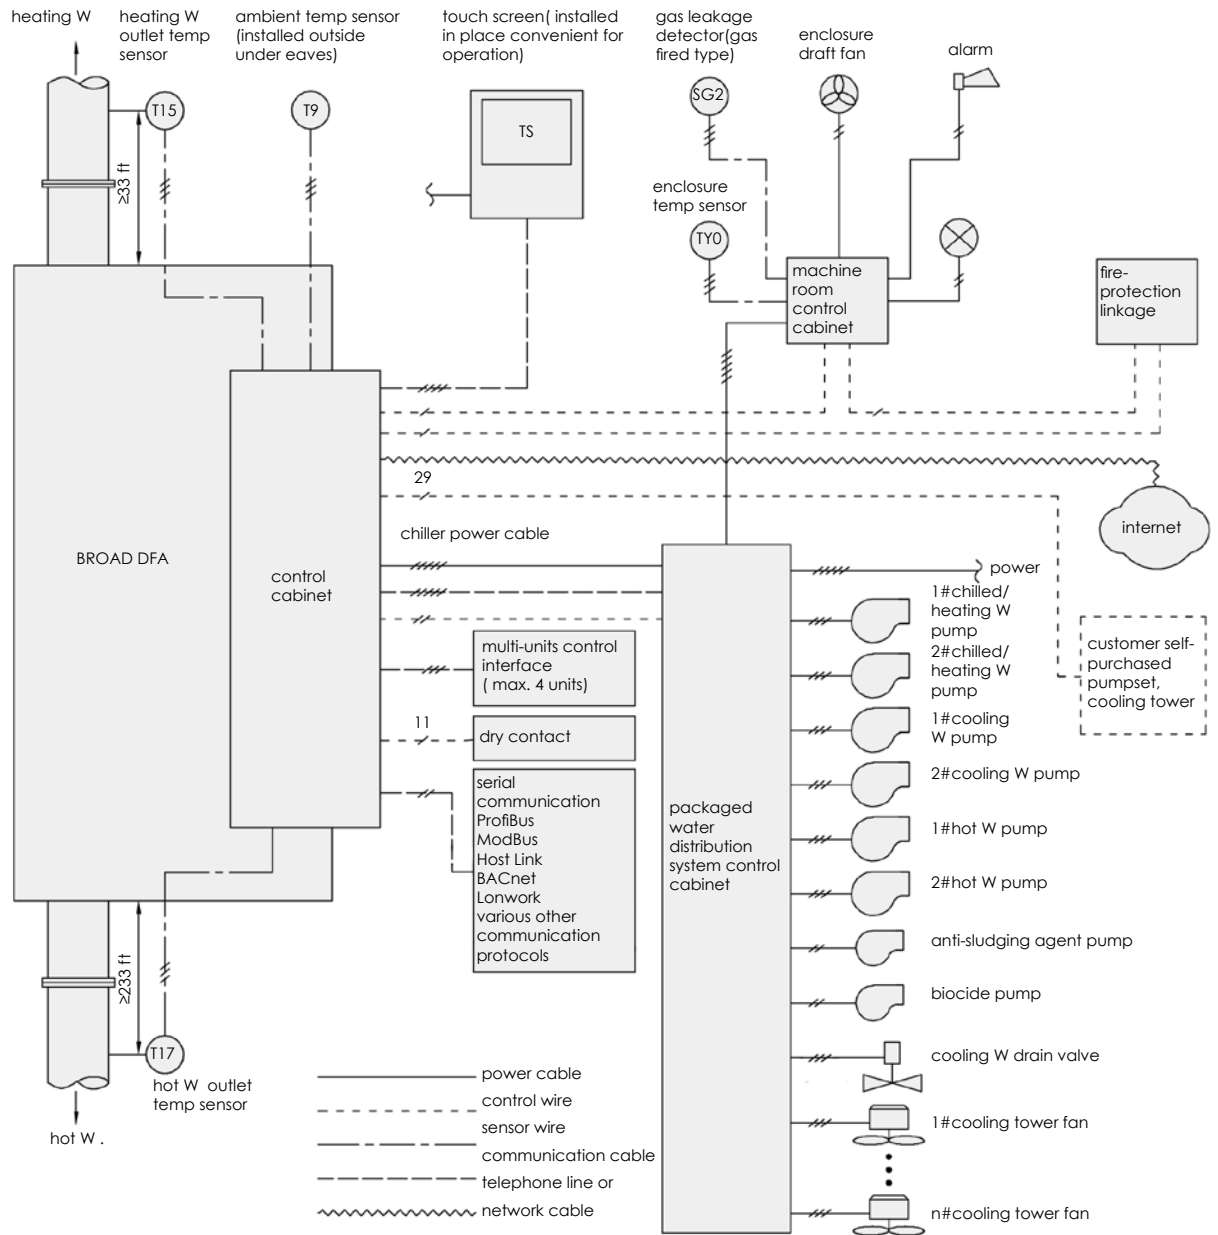 heating W
heating W
outlet temp
sensor
ambient temp sensor
(installed outside
under eaves)
touch screen( installed
in place convenient for
operation)
gas leakage
detector(gas
fired type)
enclosure
draft fan
alarm
T15
T9
TS
SG2
≥33 ft
enclosure
temp sensor
TY0
machine
room
control
cabinet
fire-
protection
linkage
29
internet
chiller power cable
BROAD DFA
control
cabinet
power
1#chilled/
heating W
pump
2#chilled/
heating W
pump
customer self-
purchased
pumpset,
cooling tower
multi-units control
interface
( max. 4 units)
1#cooling
W pump
11
dry contact
2#cooling W pump
serial
communication
ProfiBus
ModBus
Host Link
BACnet
Lonwork
various other
communication
protocols
packaged
water
distribution
system control
cabinet
1#hot W pump
2#hot W pump
anti-sludging agent pump
biocide pump
≥233 ft
T17
hot W  outlet
temp sensor
hot W .
cooling W drain valve
1#cooling tower fan
n#cooling tower fan
power cable
control wire
sensor wire
communication cable
telephone line or
network cable